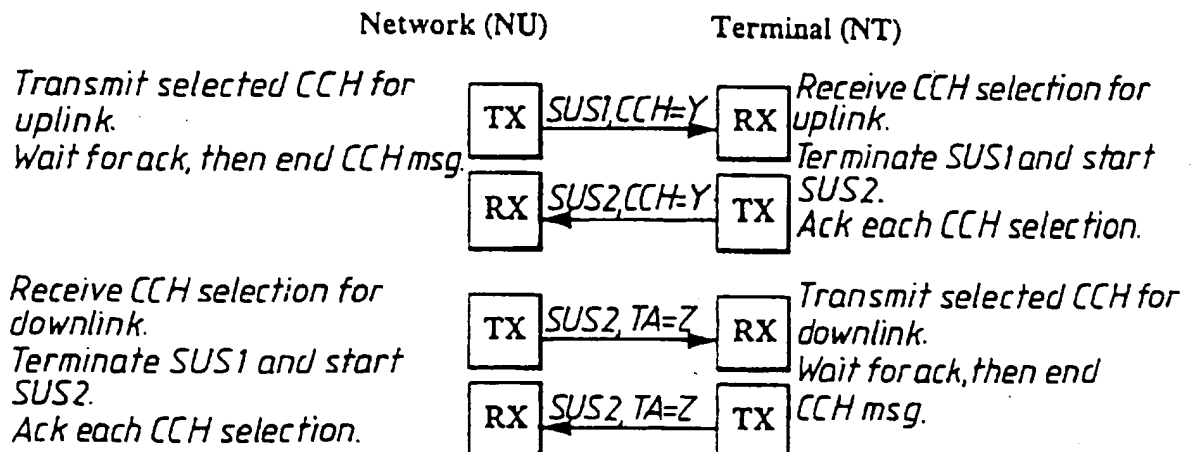 Network (NU) Terminal (NT)
Transmit selected CCH for
uplink.
Wait for ack, then end CCH msg.
TX SUS1,CCH=Y RX
Receive CCH selection for
uplink.
Terminate SUS1 and start
SUS2.
Ack each CCH selection.
RX SUS2,CCH=Y TX
Receive CCH selection for
downlink.
Terminate SUS1 and start
SUS2.
Ack each CCH selection.
TX SUS2, TA=Z RX
Transmit selected CCH for
downlink.
Wait for ack, then end
CCH msg.
RX SUS2, TA=Z TX